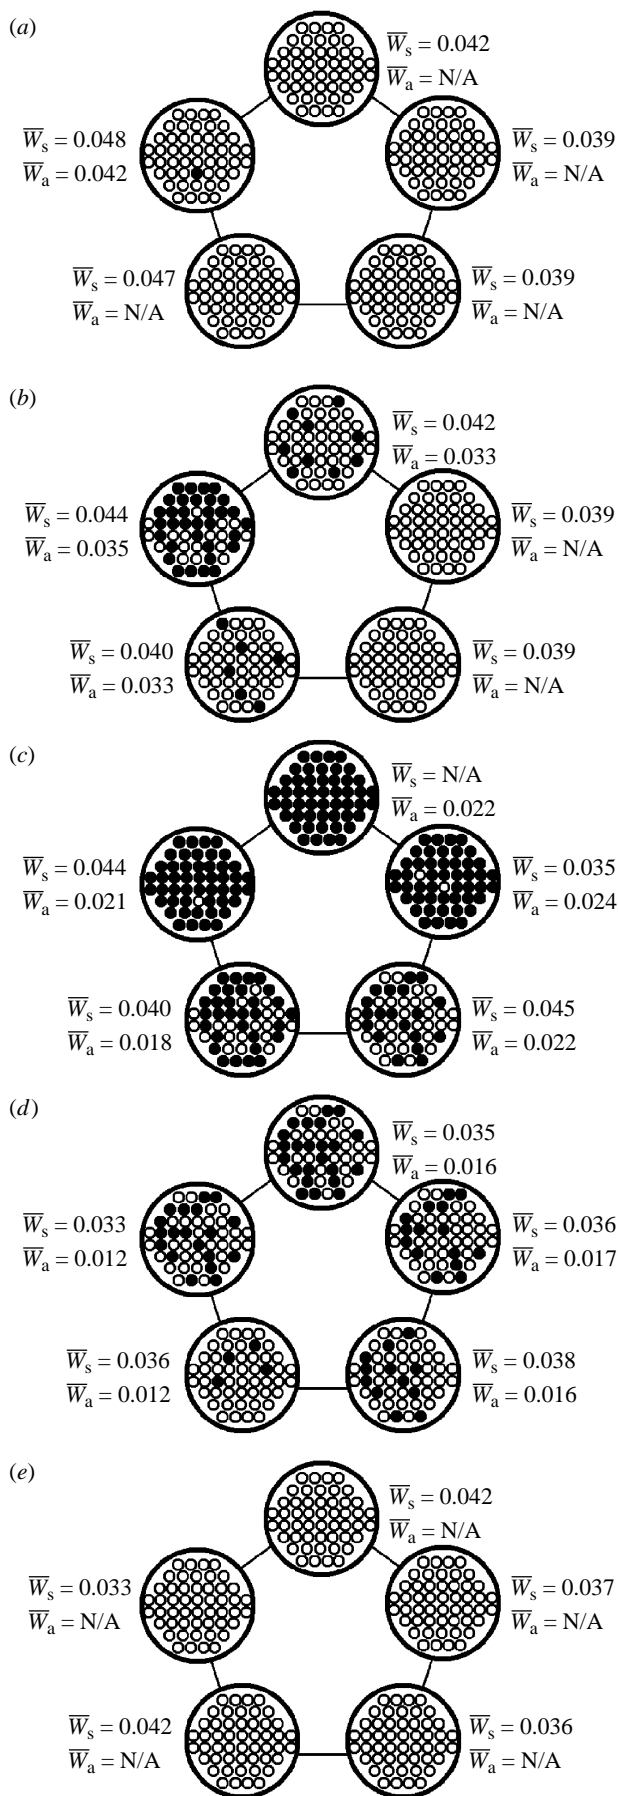 (a)
W̅s = 0.042
W̅a = N/A
W̅s = 0.048
W̅a = 0.042
W̅s = 0.039
W̅a = N/A
W̅s = 0.047
W̅a = N/A
W̅s = 0.039
W̅a = N/A
(b)
W̅s = 0.042
W̅a = 0.033
W̅s = 0.044
W̅a = 0.035
W̅s = 0.039
W̅a = N/A
W̅s = 0.040
W̅a = 0.033
W̅s = 0.039
W̅a = N/A
(c)
W̅s = N/A
W̅a = 0.022
W̅s = 0.044
W̅a = 0.021
W̅s = 0.035
W̅a = 0.024
W̅s = 0.040
W̅a = 0.018
W̅s = 0.045
W̅a = 0.022
(d)
W̅s = 0.035
W̅a = 0.016
W̅s = 0.033
W̅a = 0.012
W̅s = 0.036
W̅a = 0.017
W̅s = 0.036
W̅a = 0.012
W̅s = 0.038
W̅a = 0.016
(e)
W̅s = 0.042
W̅a = N/A
W̅s = 0.033
W̅a = N/A
W̅s = 0.037
W̅a = N/A
W̅s = 0.042
W̅a = N/A
W̅s = 0.036
W̅a = N/A